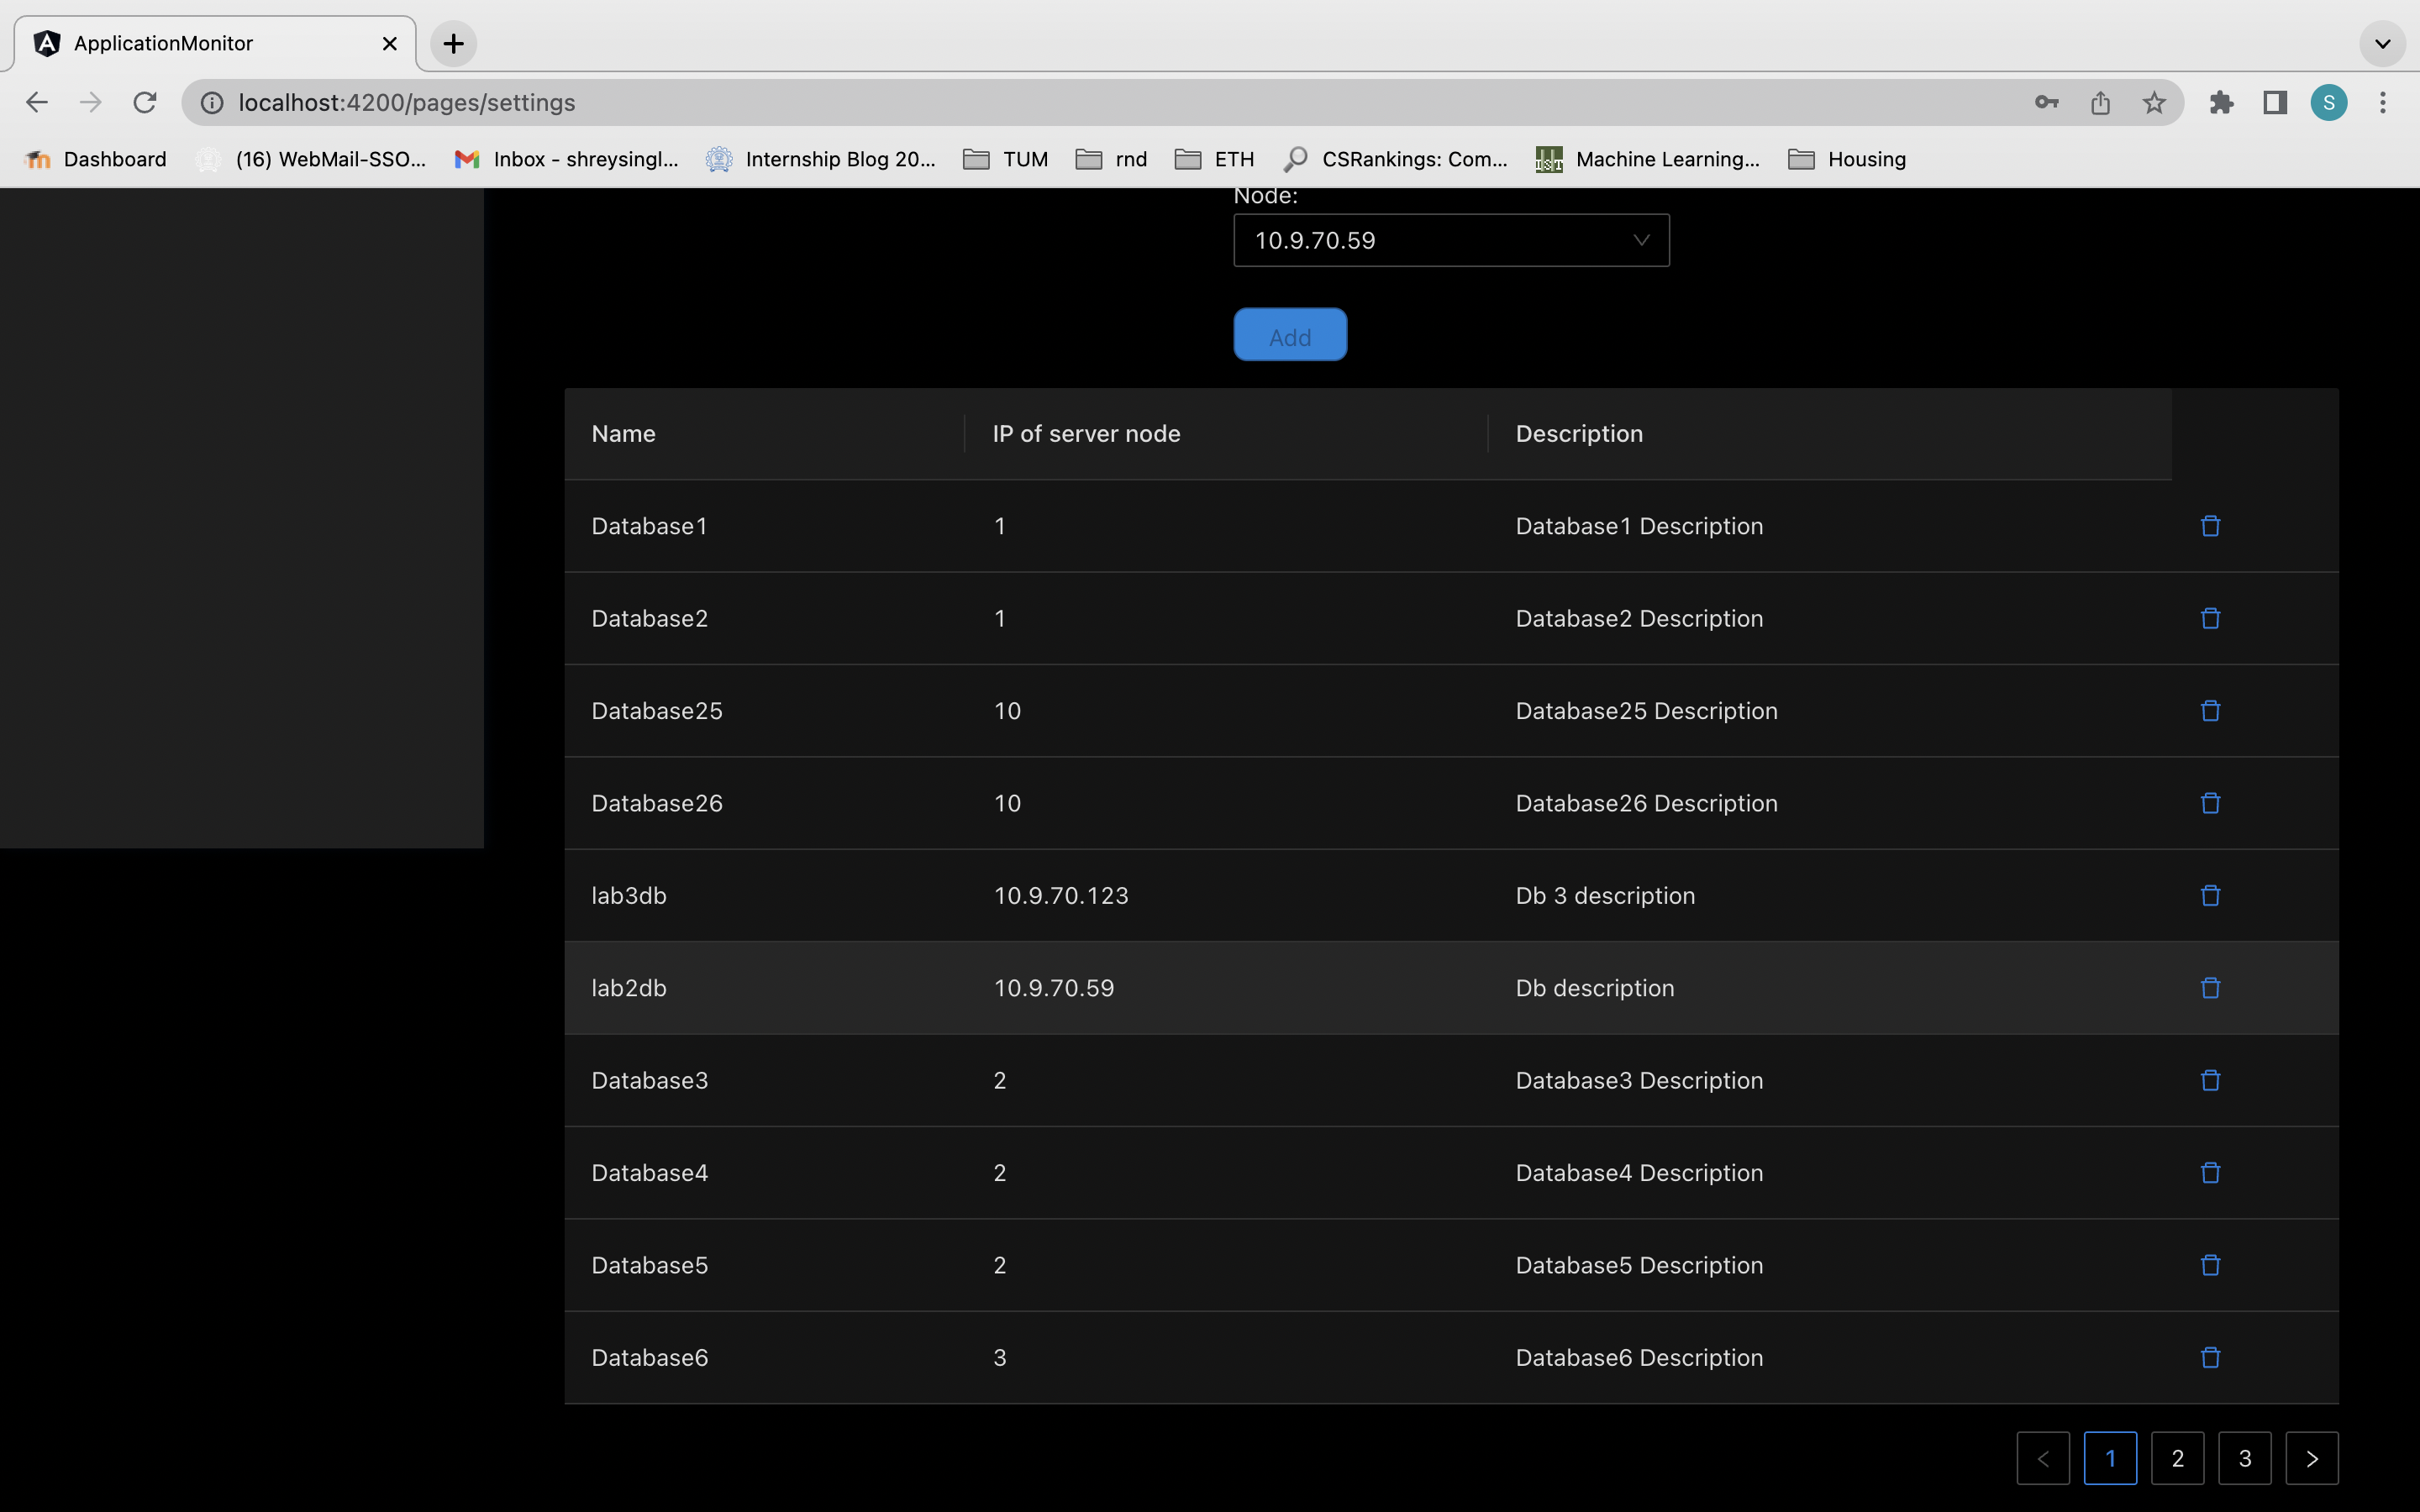 ApplicationMonitor
localhost:4200/pages/settings
S
Dashboard (16) WebMail-SSO... Inbox - shreysingl... Internship Blog 20... TUM rnd ETH CSRankings: Com... Machine Learning... Housing
Node:
10.9.70.59
Add
Name IP of server node Description
Database1 1 Database1 Description
Database2 1 Database2 Description
Database25 10 Database25 Description
Database26 10 Database26 Description
lab3db 10.9.70.123 Db 3 description
lab2db 10.9.70.59 Db description
Database3 2 Database3 Description
Database4 2 Database4 Description
Database5 2 Database5 Description
Database6 3 Database6 Description
< 1 2 3 >